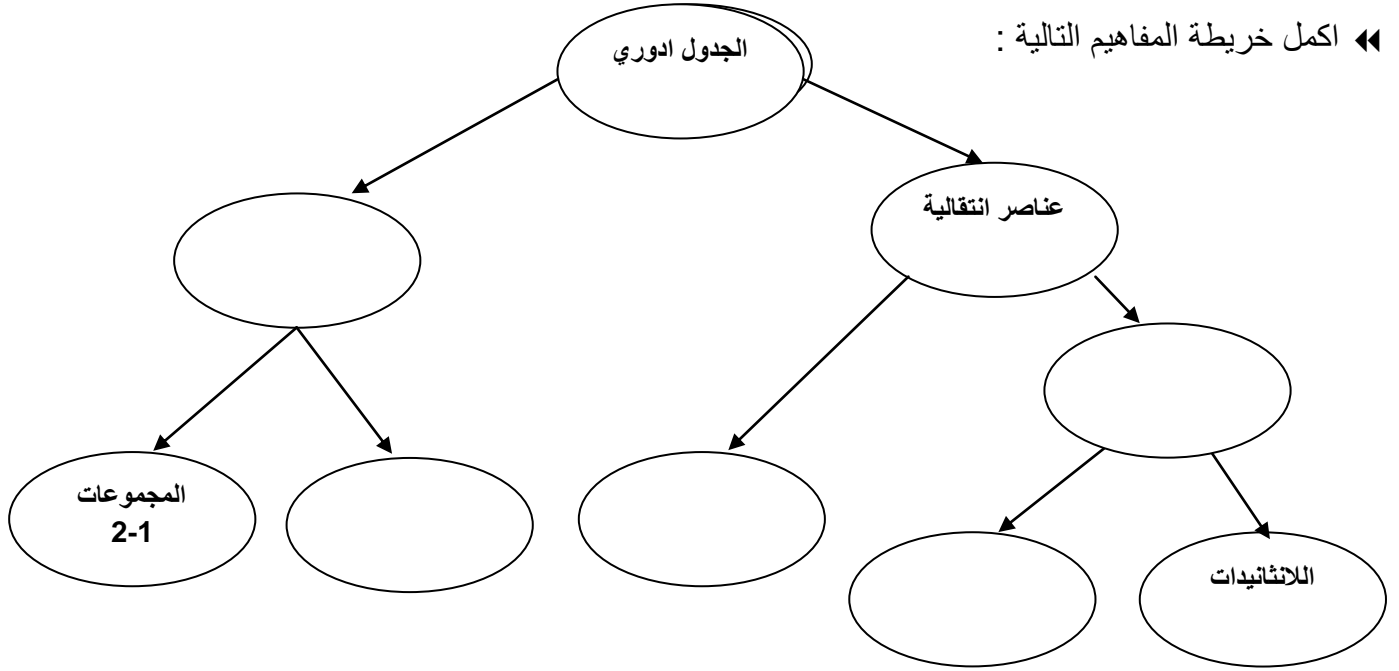 اكمل خريطة المفاهيم التالية :
الجدول ادوري
عناصر انتقالية
المجموعات
2-1
اللانثانيدات